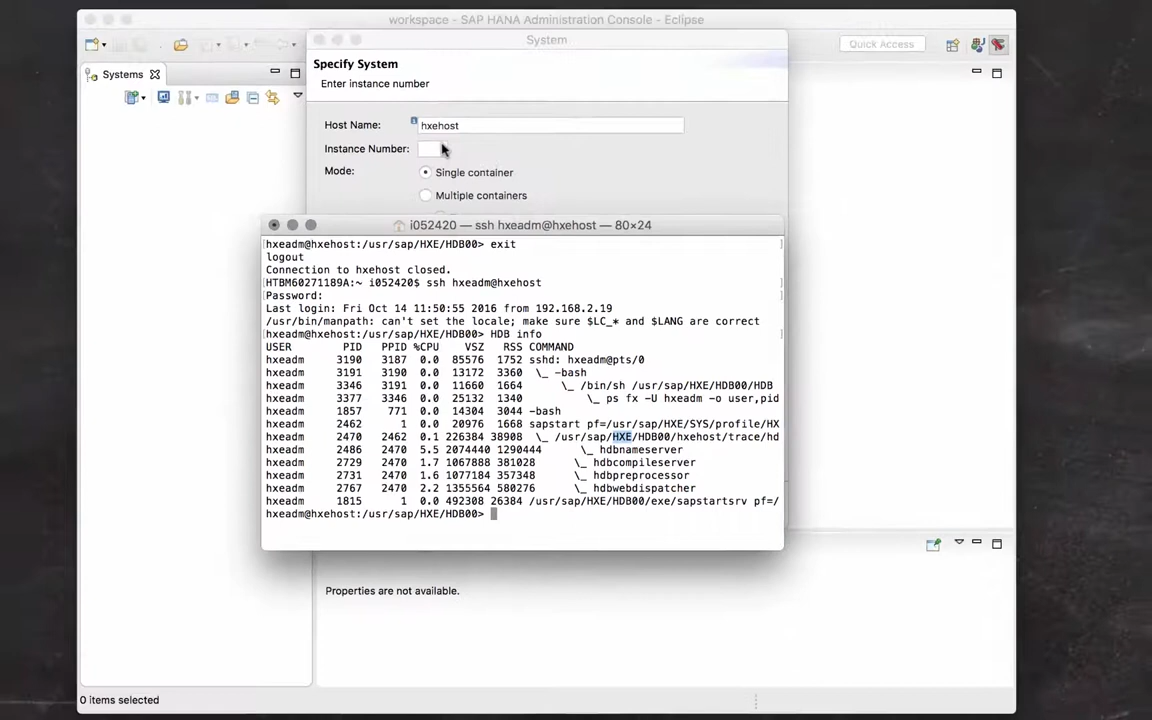 workspace - SAP HANA Administration Console - Eclipse
System
Quick Access
Specify System
Systems
Enter instance number
Host Name: hxehost
Instance Number:
Mode: Single container
Multiple containers
i052420 — ssh hxeadm@hxehost — 80×24
[hxeadm@hxehost:/usr/sap/HXE/HDB00> exit ]
logout
Connection to hxehost closed.
[HTBM60271189A:~ i052420$ ssh hxeadm@hxehost ]
[Password: ]
Last login: Fri Oct 14 11:50:55 2016 from 192.168.2.19
/usr/bin/manpath: can't set the locale; make sure $LC_* and $LANG are correct
[hxeadm@hxehost:/usr/sap/HXE/HDB00> HDB info ]
USER PID PPID %CPU VSZ RSS COMMAND
hxeadm 3190 3187 0.0 85576 1752 sshd: hxeadm@pts/0
hxeadm 3191 3190 0.0 13172 3360 \_ -bash
hxeadm 3346 3191 0.0 11660 1664 \_ /bin/sh /usr/sap/HXE/HDB00/HDB
hxeadm 3377 3346 0.0 25132 1340 \_ ps fx -U hxeadm -o user,pid
hxeadm 1857 771 0.0 14304 3044 -bash
hxeadm 2462 1 0.0 20976 1668 sapstart pf=/usr/sap/HXE/SYS/profile/HX
hxeadm 2470 2462 0.1 226384 38908 \_ /usr/sap/HXE/HDB00/hxehost/trace/hd
hxeadm 2486 2470 5.5 2074440 1290444 \_ hdbnameserver
hxeadm 2729 2470 1.7 1067888 381028 \_ hdbcompileserver
hxeadm 2731 2470 1.6 1077184 357348 \_ hdbpreprocessor
hxeadm 2767 2470 2.2 1355564 580276 \_ hdbwebdispatcher
hxeadm 1815 1 0.0 492308 26384 /usr/sap/HXE/HDB00/exe/sapstartsrv pf=/
hxeadm@hxehost:/usr/sap/HXE/HDB00>
Properties are not available.
0 items selected